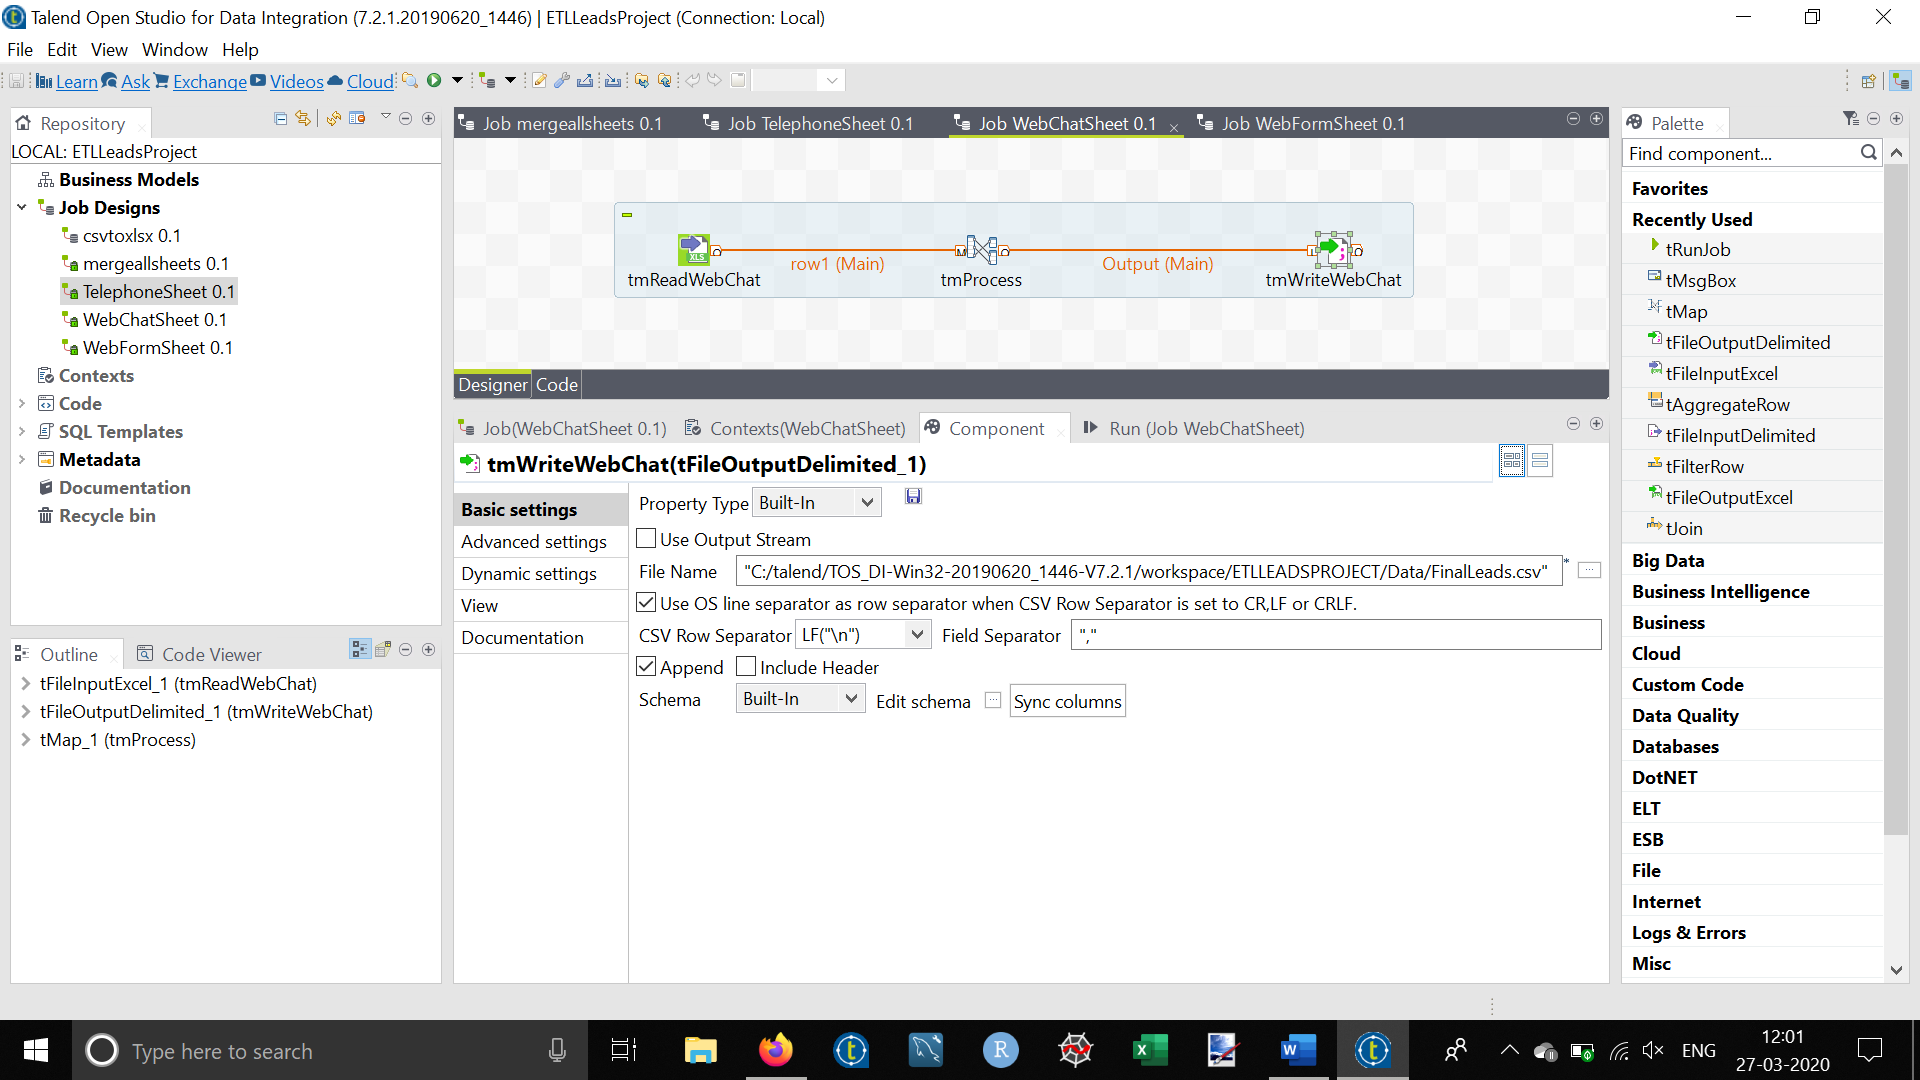 Talend Open Studio for Data Integration (7.2.1.20190620_1446) | ETLLeadsProject (Connection: Local)
File Edit View Window Help
Learn Ask Exchange Videos Cloud
Repository
LOCAL: ETLLeadsProject
Business Models
Job Designs
csvtoxlsx 0.1
mergeallsheets 0.1
TelephoneSheet 0.1
WebChatSheet 0.1
WebFormSheet 0.1
Contexts
Code
SQL Templates
Metadata
Documentation
Recycle bin
Outline Code Viewer
tFileInputExcel_1 (tmReadWebChat)
tFileOutputDelimited_1 (tmWriteWebChat)
tMap_1 (tmProcess)
Job mergeallsheets 0.1 Job TelephoneSheet 0.1 Job WebChatSheet 0.1 Job WebFormSheet 0.1
XLS
row1 (Main) Output (Main)
tmReadWebChat tmProcess tmWriteWebChat
Designer Code
Job(WebChatSheet 0.1) Contexts(WebChatSheet) Component Run (Job WebChatSheet)
tmWriteWebChat(tFileOutputDelimited_1)
Basic settings
Advanced settings
Dynamic settings
View
Documentation
Property Type Built-In
Use Output Stream
File Name "C:/talend/TOS_DI-Win32-20190620_1446-V7.2.1/workspace/ETLLEADSPROJECT/Data/FinalLeads.csv" *
Use OS line separator as row separator when CSV Row Separator is set to CR,LF or CRLF.
CSV Row Separator LF("\n") Field Separator ","
Append Include Header
Schema Built-In Edit schema Sync columns
Palette
Find component...
Favorites
Recently Used
tRunJob
tMsgBox
tMap
tFileOutputDelimited
tFileInputExcel
tAggregateRow
tFileInputDelimited
tFilterRow
tFileOutputExcel
tJoin
Big Data
Business Intelligence
Business
Cloud
Custom Code
Data Quality
Databases
DotNET
ELT
ESB
File
Internet
Logs & Errors
Misc
Type here to search
ENG
12:01
27-03-2020